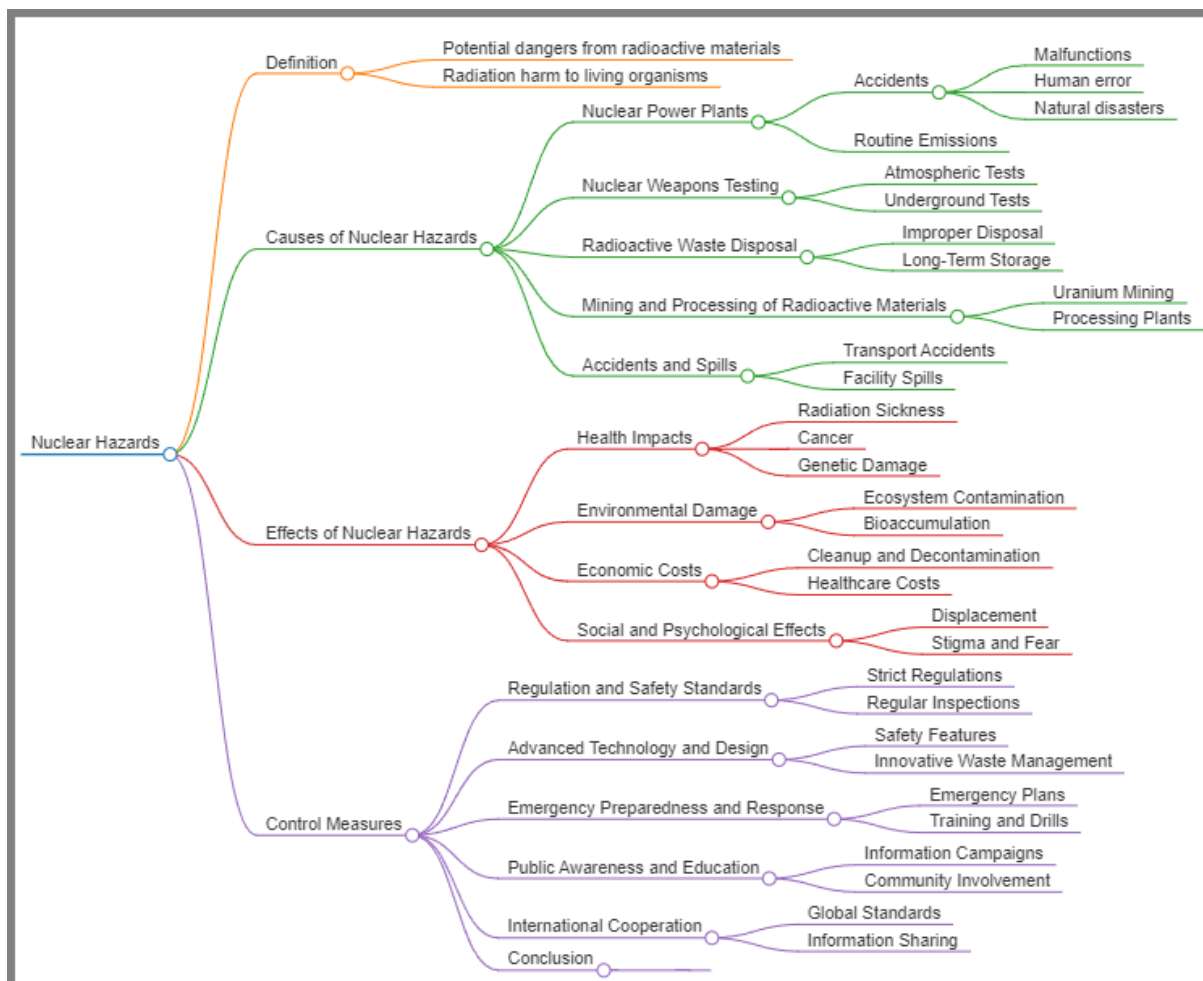 Nuclear Hazards
Definition
Potential dangers from radioactive materials
Radiation harm to living organisms
Causes of Nuclear Hazards
Nuclear Power Plants
Accidents
Malfunctions
Human error
Natural disasters
Routine Emissions
Nuclear Weapons Testing
Atmospheric Tests
Underground Tests
Radioactive Waste Disposal
Improper Disposal
Long-Term Storage
Mining and Processing of Radioactive Materials
Uranium Mining
Processing Plants
Accidents and Spills
Transport Accidents
Facility Spills
Effects of Nuclear Hazards
Health Impacts
Radiation Sickness
Cancer
Genetic Damage
Environmental Damage
Ecosystem Contamination
Bioaccumulation
Economic Costs
Cleanup and Decontamination
Healthcare Costs
Social and Psychological Effects
Displacement
Stigma and Fear
Control Measures
Regulation and Safety Standards
Strict Regulations
Regular Inspections
Advanced Technology and Design
Safety Features
Innovative Waste Management
Emergency Preparedness and Response
Emergency Plans
Training and Drills
Public Awareness and Education
Information Campaigns
Community Involvement
International Cooperation
Global Standards
Information Sharing
Conclusion